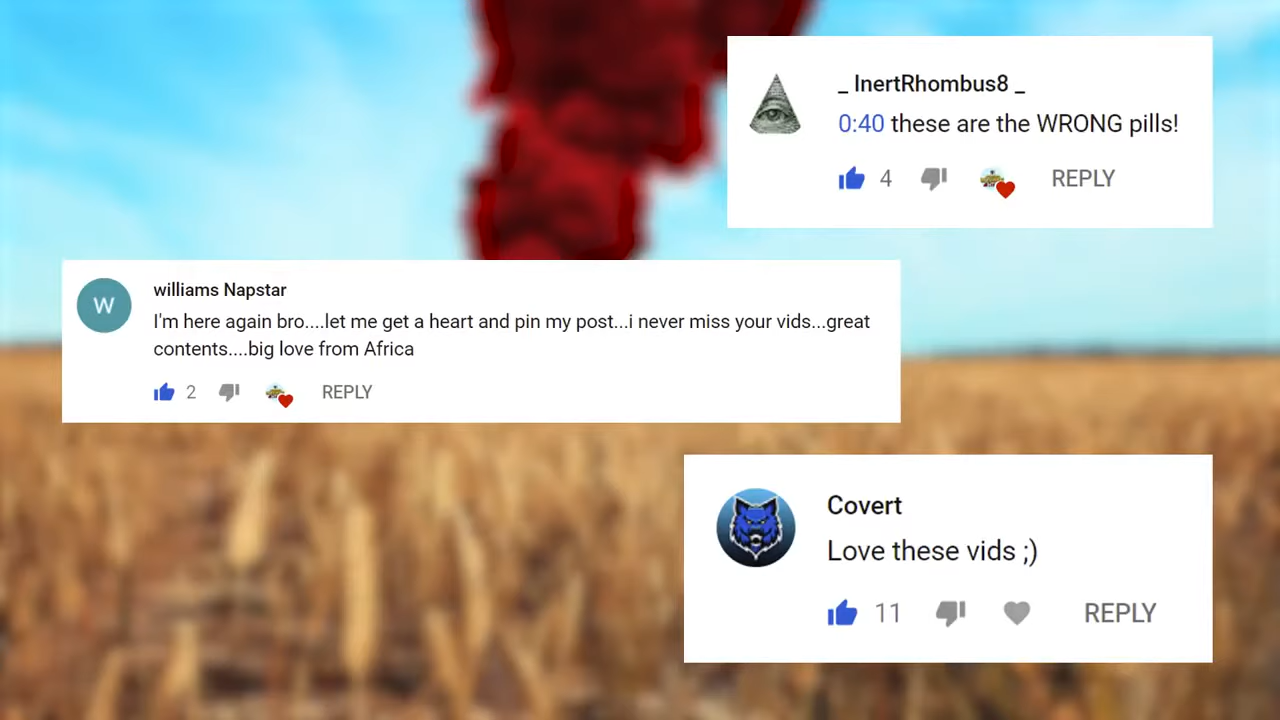 _ InertRhombus8 _
0:40 these are the WRONG pills!
4 REPLY
W
williams Napstar
I'm here again bro....let me get a heart and pin my post...i never miss your vids...great
contents....big love from Africa
2 REPLY
Covert
Love these vids ;)
11 REPLY